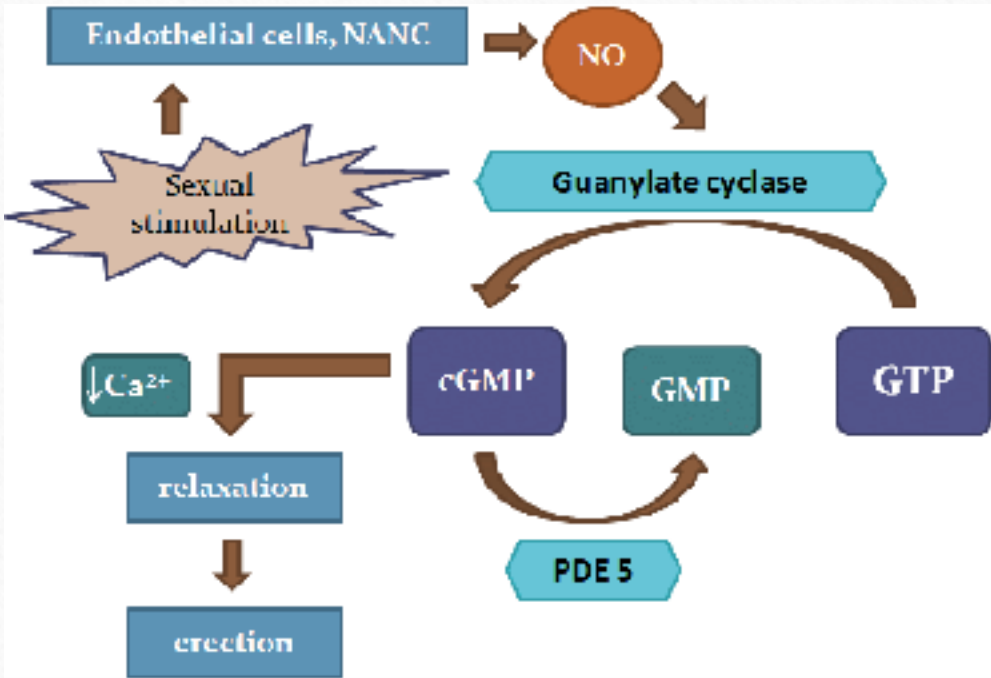 Endothelial cells, NANC
NO
Sexual
stimulation
Guanylate cyclase
↓Ca²⁺
cGMP
GMP
GTP
relaxation
PDE 5
erection